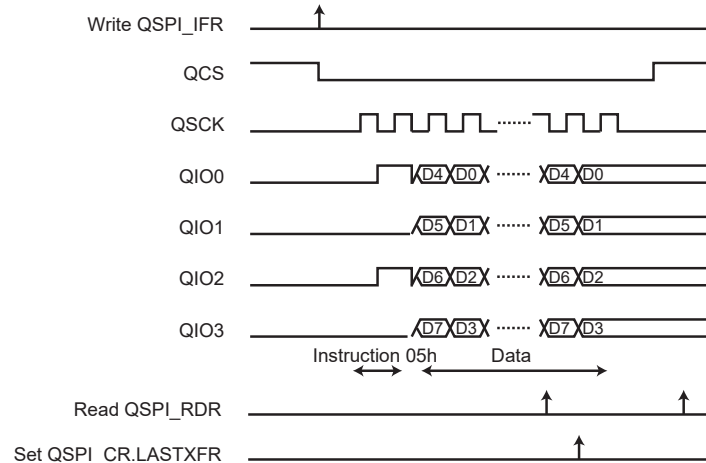 Write QSPI_IFR
QCS
QSCK
QIO0 D4 D0 D4 D0
QIO1 D5 D1 D5 D1
QIO2 D6 D2 D6 D2
QIO3 D7 D3 D7 D3
Instruction 05h Data
Read QSPI_RDR
Set QSPI_CR.LASTXFR